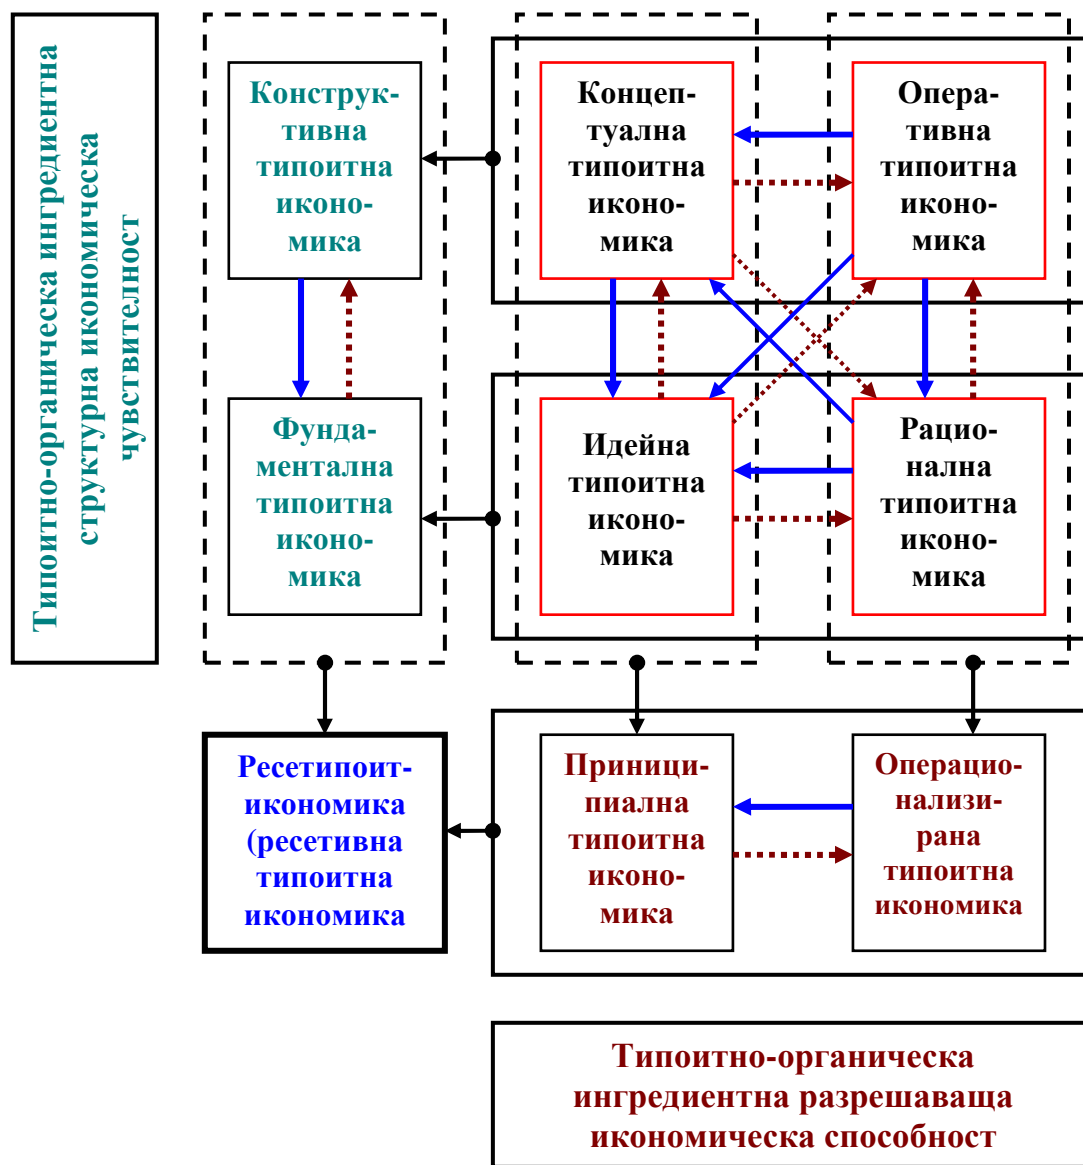 Типоитно-органическа ингредиентна
структурна икономическа
чувствителност
Конструк-
тивна
типоитна
иконо-
мика
Концеп-
туална
типоитна
иконо-
мика
Опера-
тивна
типоитна
иконо-
мика
Фунда-
ментална
типоитна
иконо-
мика
Идейна
типоитна
иконо-
мика
Рацио-
нална
типоитна
иконо-
мика
Ресетипоит-
икономика
(ресетивна
типоитна
икономика
Приници-
пиална
типоитна
иконо-
мика
Операцио-
нализи-
рана
типоитна
икономика
Типоитно-органическа
ингредиентна разрешаваща
икономическа способност